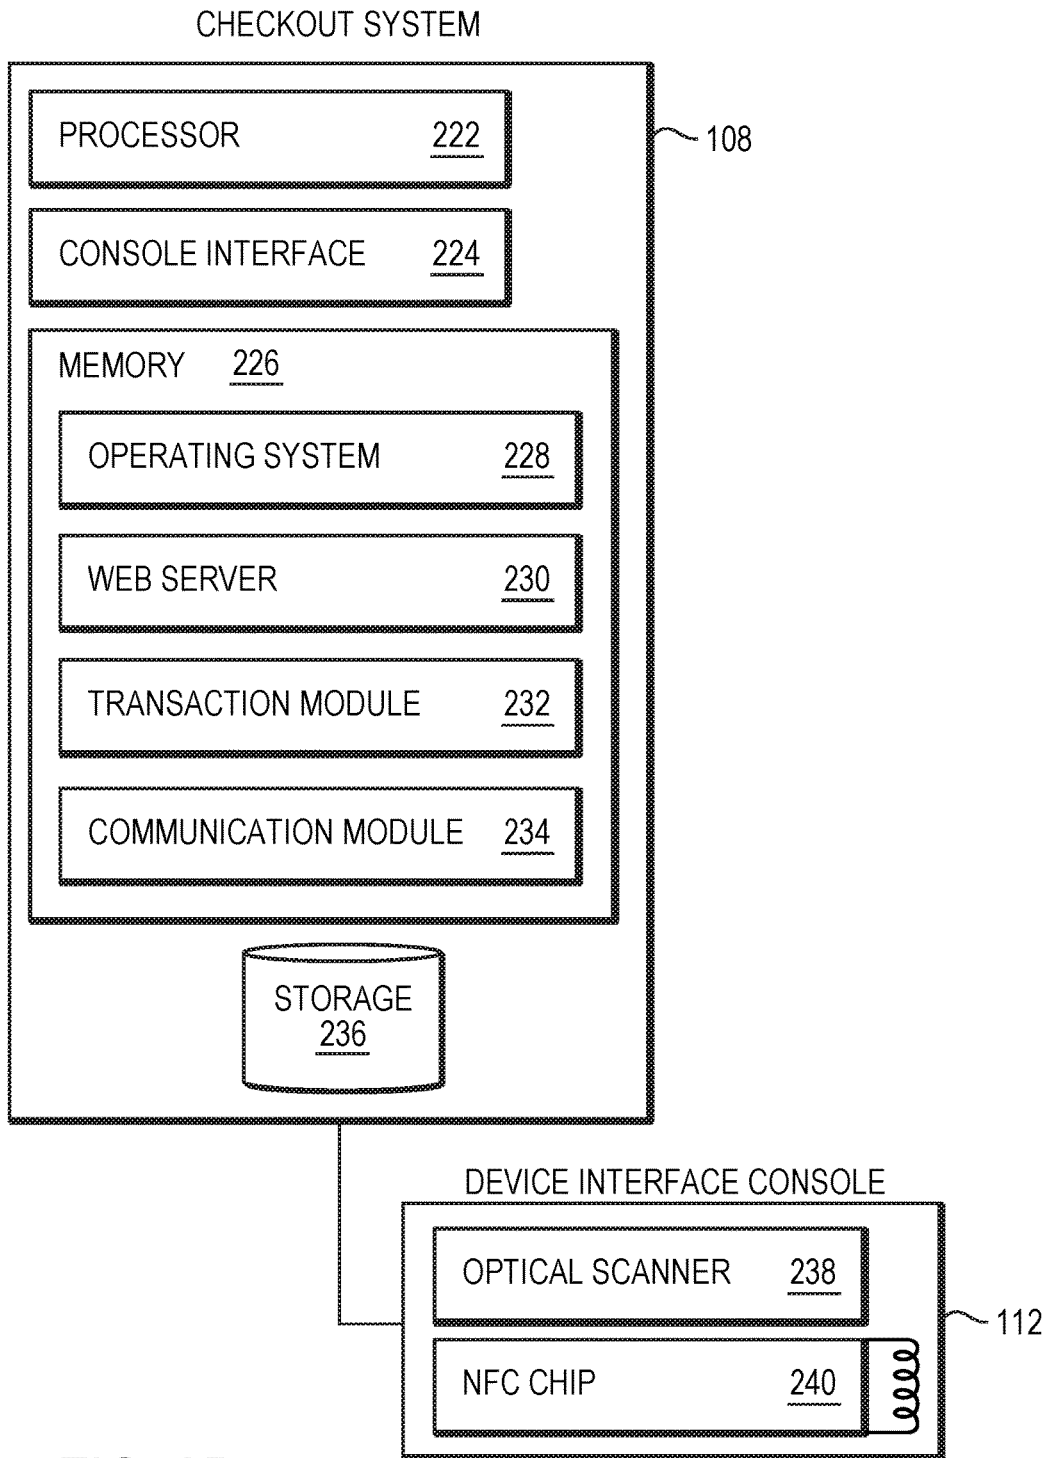 CHECKOUT SYSTEM
PROCESSOR 222
108
CONSOLE INTERFACE 224
MEMORY 226
OPERATING SYSTEM 228
WEB SERVER 230
TRANSACTION MODULE 232
COMMUNICATION MODULE 234
STORAGE
236
DEVICE INTERFACE CONSOLE
OPTICAL SCANNER 238
112
NFC CHIP 240